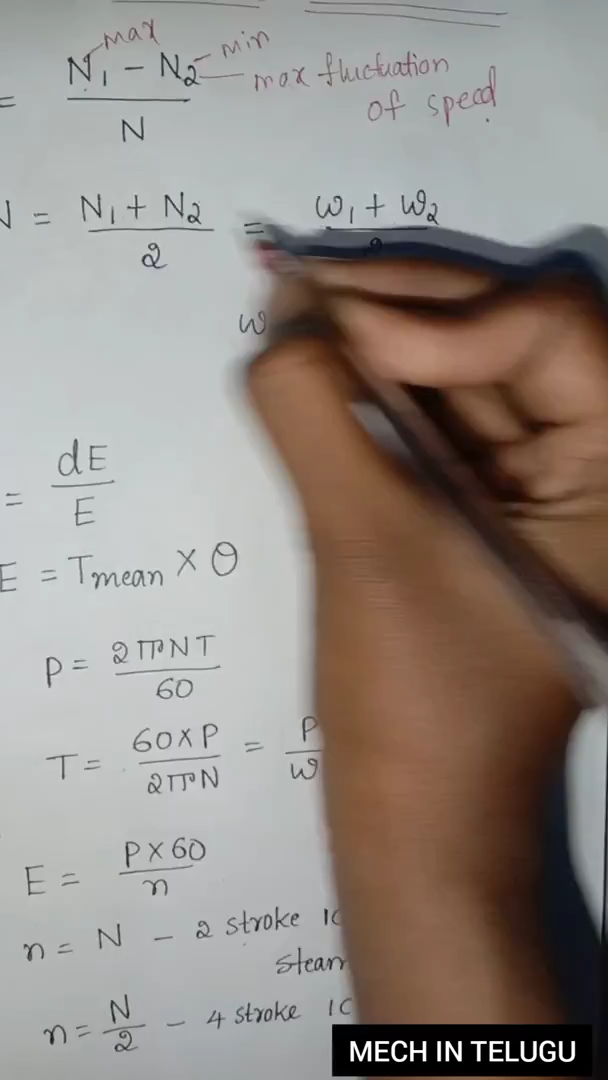 max
min
= N₁ - N₂ / N
max fluctuation
of speed
N = N₁ + N₂ / 2 = ω₁ + ω₂ / 2
ω
= dE / E
E = Tmean × θ
P = 2πNT / 60
T = 60×P / 2πN = P / ω
E = P×60 / n
n = N - 2 stroke IC
Steam
n = N/2 - 4 stroke IC
MECH IN TELUGU